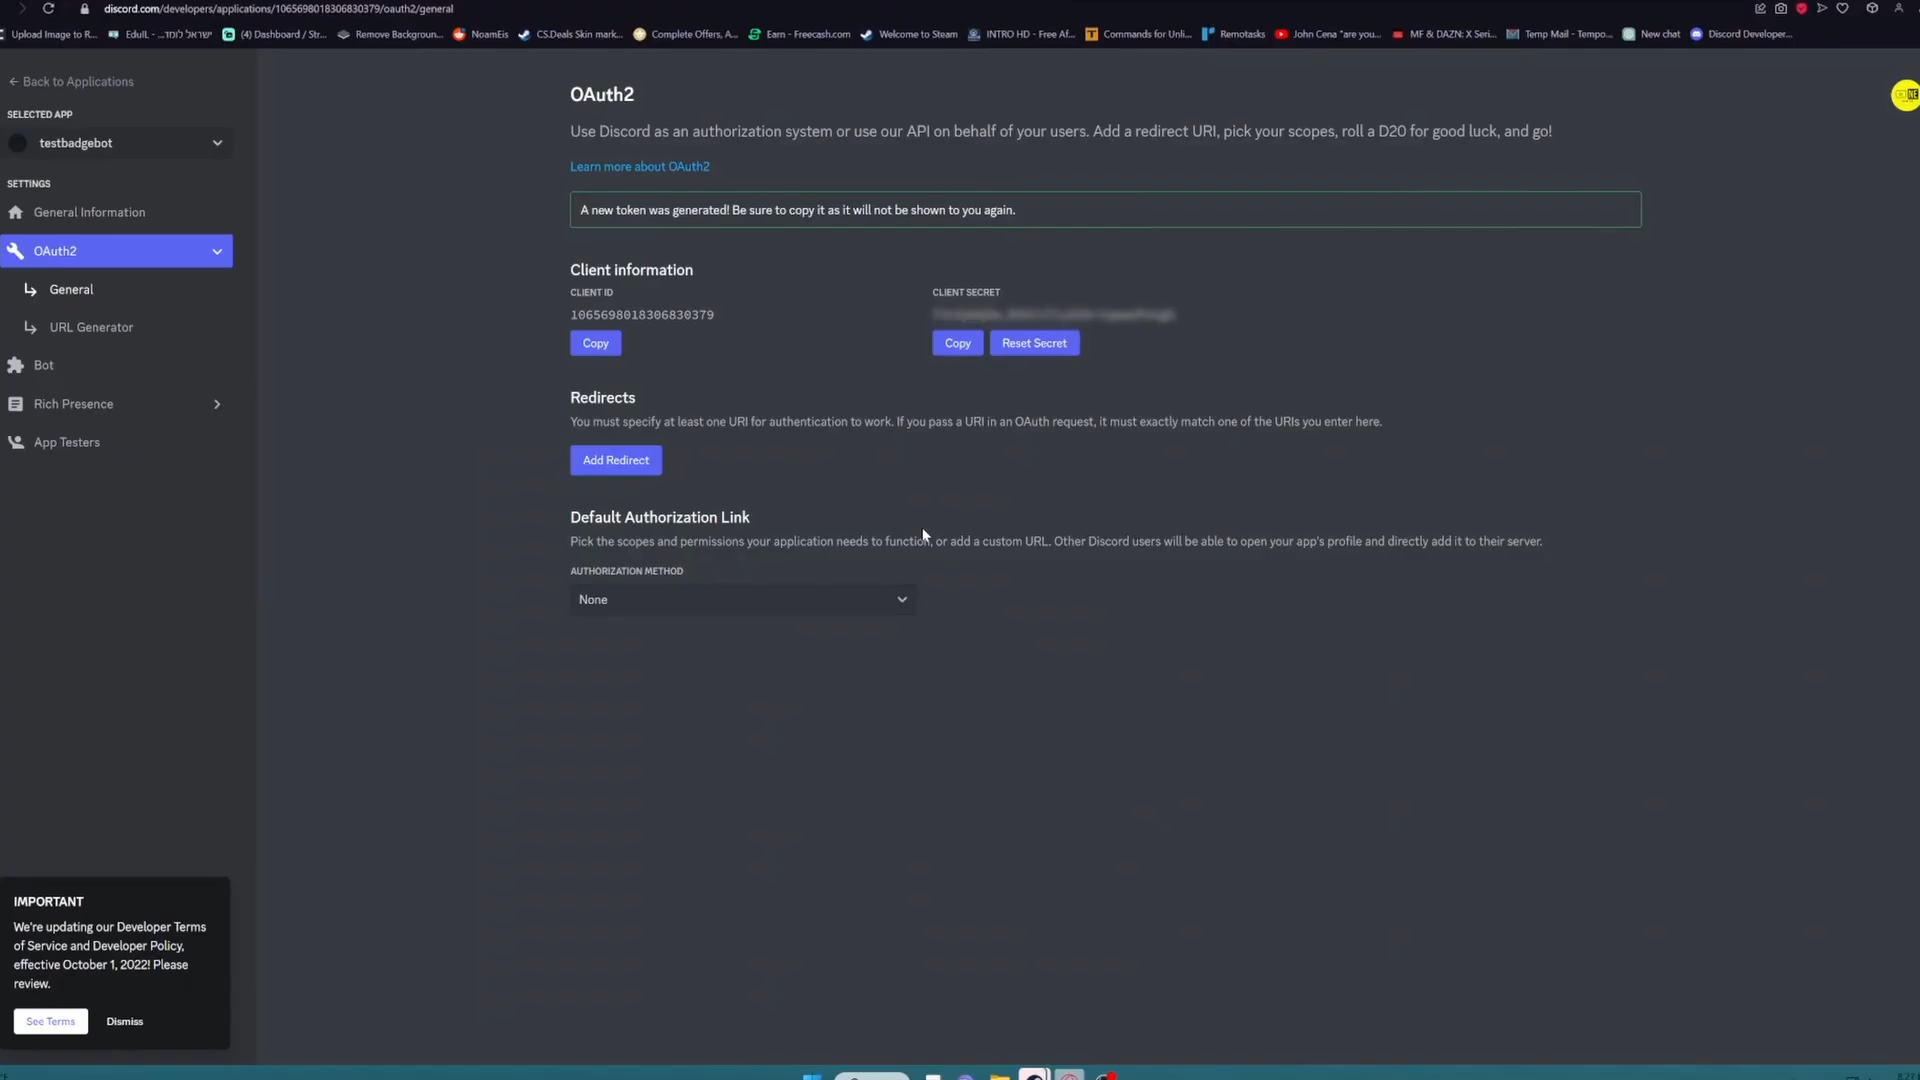 discord.com/developers/applications/1065698018306830379/oauth2/general
Upload Image to R... EduIL - ...ישראל לומד (4) Dashboard / Str... Remove Backgroun... NoamEis CS.Deals Skin mark... Complete Offers, A... Earn - Freecash.com Welcome to Steam INTRO HD - Free Af... Commands for Unli... Remotasks John Cena "are you... MF & DAZN: X Seri... Temp Mail - Tempo... New chat Discord Developer...
← Back to Applications
SELECTED APP
testbadgebot
SETTINGS
General Information
OAuth2
General
URL Generator
Bot
Rich Presence
App Testers
OAuth2
Use Discord as an authorization system or use our API on behalf of your users. Add a redirect URI, pick your scopes, roll a D20 for good luck, and go!
Learn more about OAuth2
A new token was generated! Be sure to copy it as it will not be shown to you again.
Client information
CLIENT ID
CLIENT SECRET
1065698018306830379
Copy
Copy
Reset Secret
Redirects
You must specify at least one URI for authentication to work. If you pass a URI in an OAuth request, it must exactly match one of the URIs you enter here.
Add Redirect
Default Authorization Link
Pick the scopes and permissions your application needs to function, or add a custom URL. Other Discord users will be able to open your app's profile and directly add it to their server.
AUTHORIZATION METHOD
None
IMPORTANT
We're updating our Developer Terms
of Service and Developer Policy,
effective October 1, 2022! Please
review.
See Terms
Dismiss